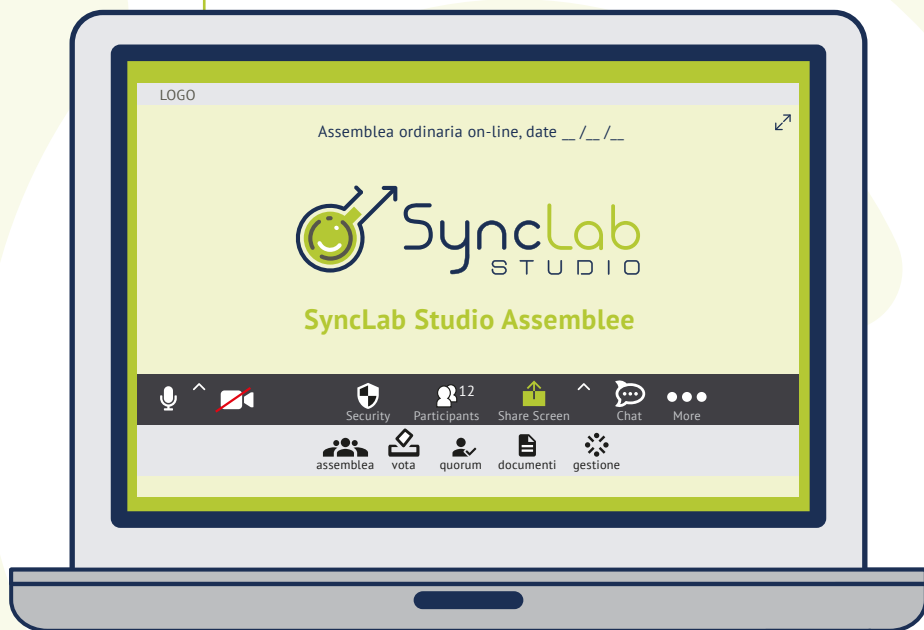 LOGO
Assemblea ordinaria on-line, date __ /__ /__
SyncLab
STUDIO
SyncLab Studio Assemblee
12
Security Participants Share Screen Chat More
assemblea vota quorum documenti gestione